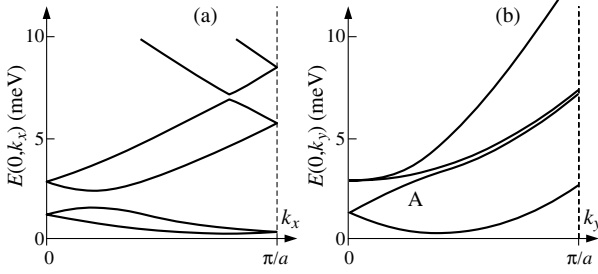 (a)
E(0,kx) (meV)
10
5
0
0
kx
π/a
(b)
E(0,ky) (meV)
10
5
0
A
0
ky
π/a